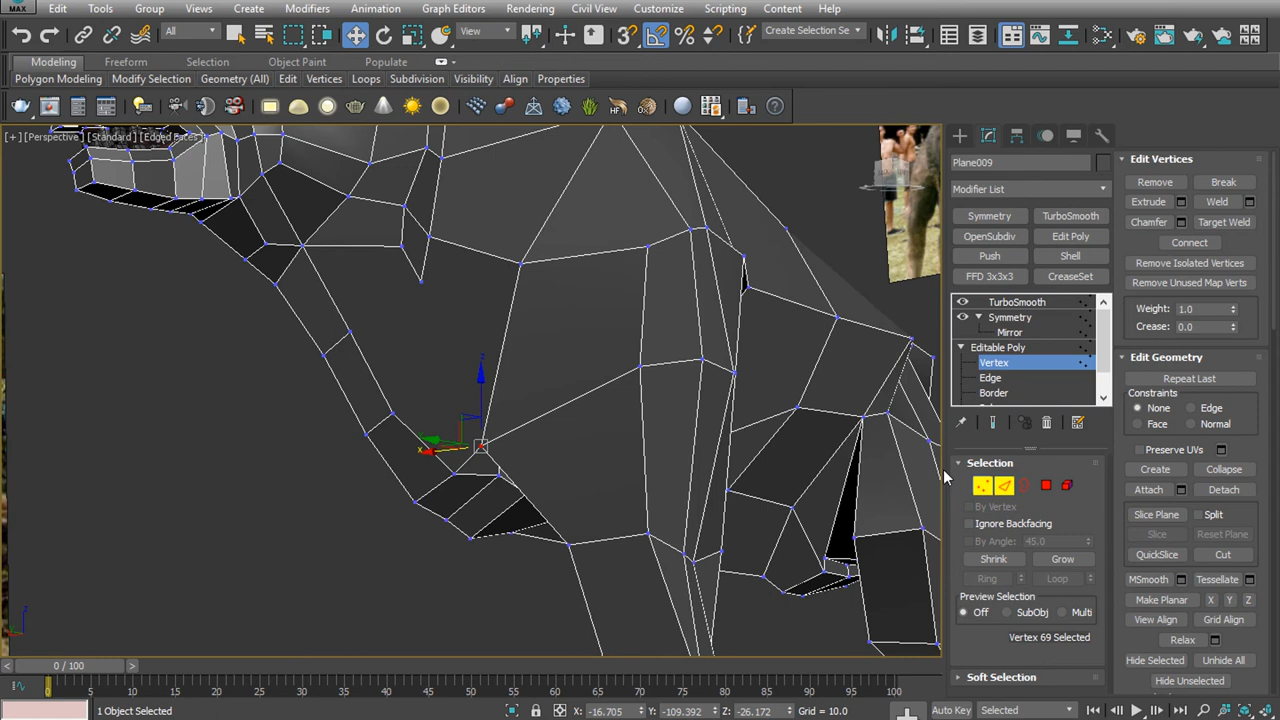 MAX Edit Tools Group Views Create Modifiers Animation Graph Editors Rendering Civil View Customize Scripting Content Help
All View 3 Create Selection Se
Modeling Freeform Selection Object Paint Populate
Polygon Modeling Modify Selection Geometry (All) Edit Vertices Loops Subdivision Visibility Align Properties
[+] [Perspective] [Standard] [Edged Faces]
Plane009
Modifier List
Symmetry TurboSmooth
OpenSubdiv Edit Poly
Push Shell
FFD 3x3x3 CreaseSet
TurboSmooth
Symmetry
Mirror
Editable Poly
Vertex
Edge
Border
Selection
By Vertex
Ignore Backfacing
By Angle: 45.0
Shrink Grow
Ring Loop
Preview Selection
Off SubObj Multi
Vertex 69 Selected
Soft Selection
Edit Vertices
Remove Break
Extrude Weld
Chamfer Target Weld
Connect
Remove Isolated Vertices
Remove Unused Map Verts
Weight: 1.0
Crease: 0.0
Edit Geometry
Repeat Last
Constraints
None Edge
Face Normal
Preserve UVs
Create Collapse
Attach Detach
Slice Plane Split
Slice Reset Plane
QuickSlice Cut
MSmooth Tessellate
Make Planar X Y Z
View Align Grid Align
Relax
Hide Selected Unhide All
Hide Unselected
z
x
z
< 0 / 100 >
0 5 10 15 20 25 30 35 40 45 50 55 60 65 70 75 80 85 90 95 100
1 Object Selected X: -16.705 Y: -109.392 Z: -26.172 Grid = 10.0 Auto Key Selected